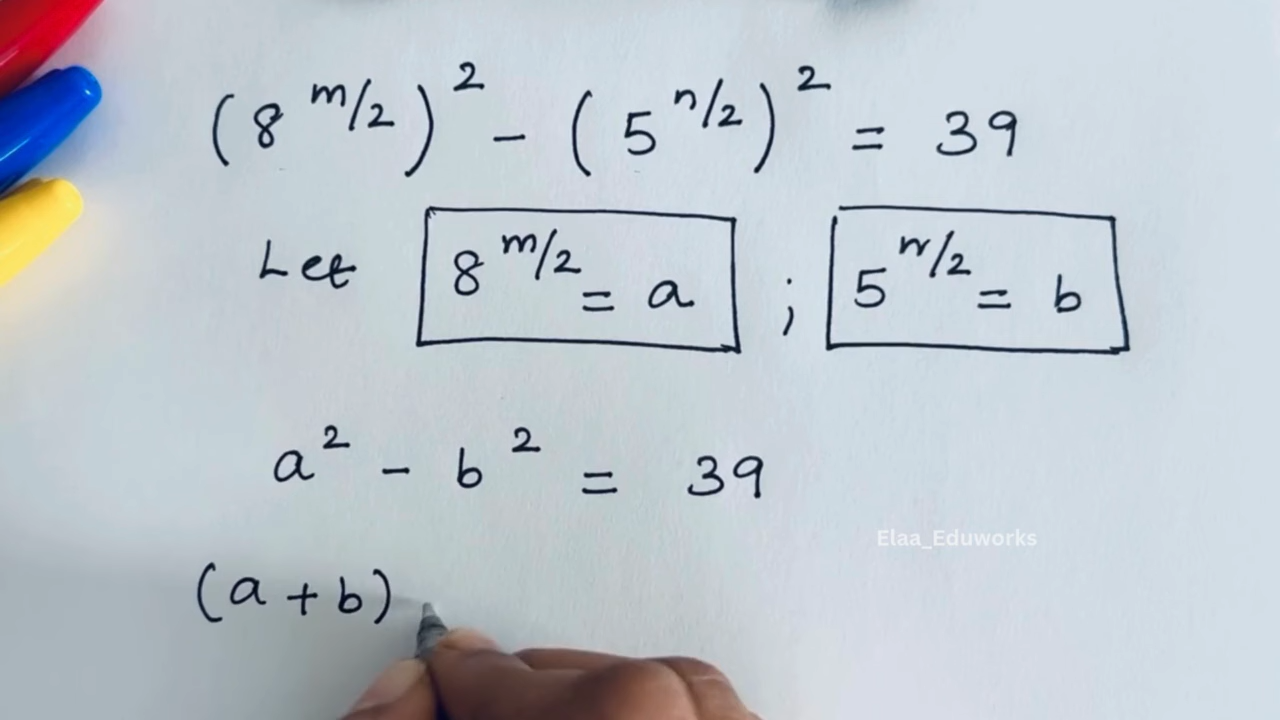 (8^{m/2})^2 - (5^{n/2})^2 = 39
Let 8^{m/2} = a ; 5^{n/2} = b
a^2 - b^2 = 39
Elaa_Eduworks
(a + b)